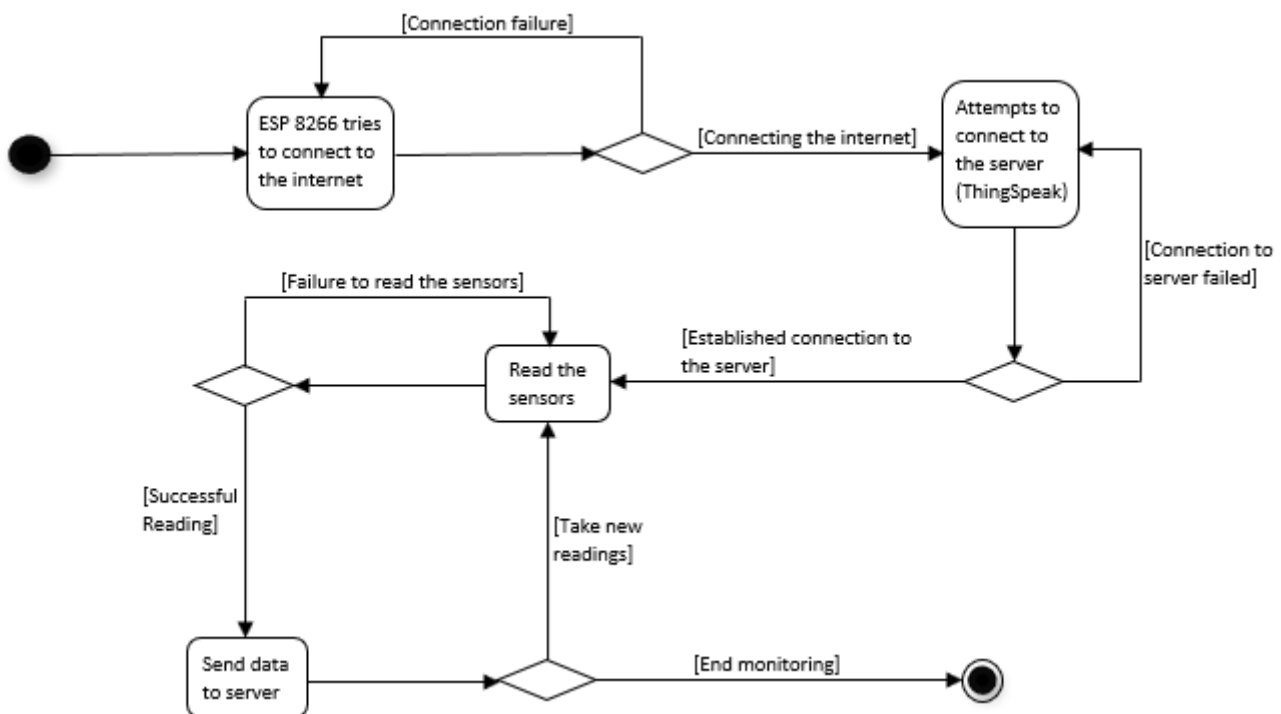 [Connection failure]
ESP 8266 tries
to connect to
the internet
[Connecting the internet]
Attempts to
connect to
the server
(ThingSpeak)
[Connection to
server failed]
[Established connection to
the server]
[Failure to read the sensors]
Read the
sensors
[Successful
Reading]
[Take new
readings]
Send data
to server
[End monitoring]